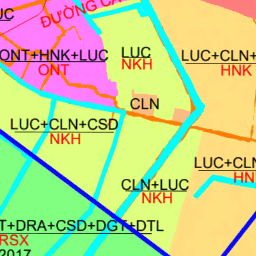 ĐƯỜNG
UC
LUC
NKH
ONT+HNK+LUC
ONT
LUC+CLN+
HNK
CLN
LUC+CLN+CSD
NKH
LUC+CLN
HN
CLN+LUC
NKH
T+DRA+CSD+DGT+DTL
RSX
2017